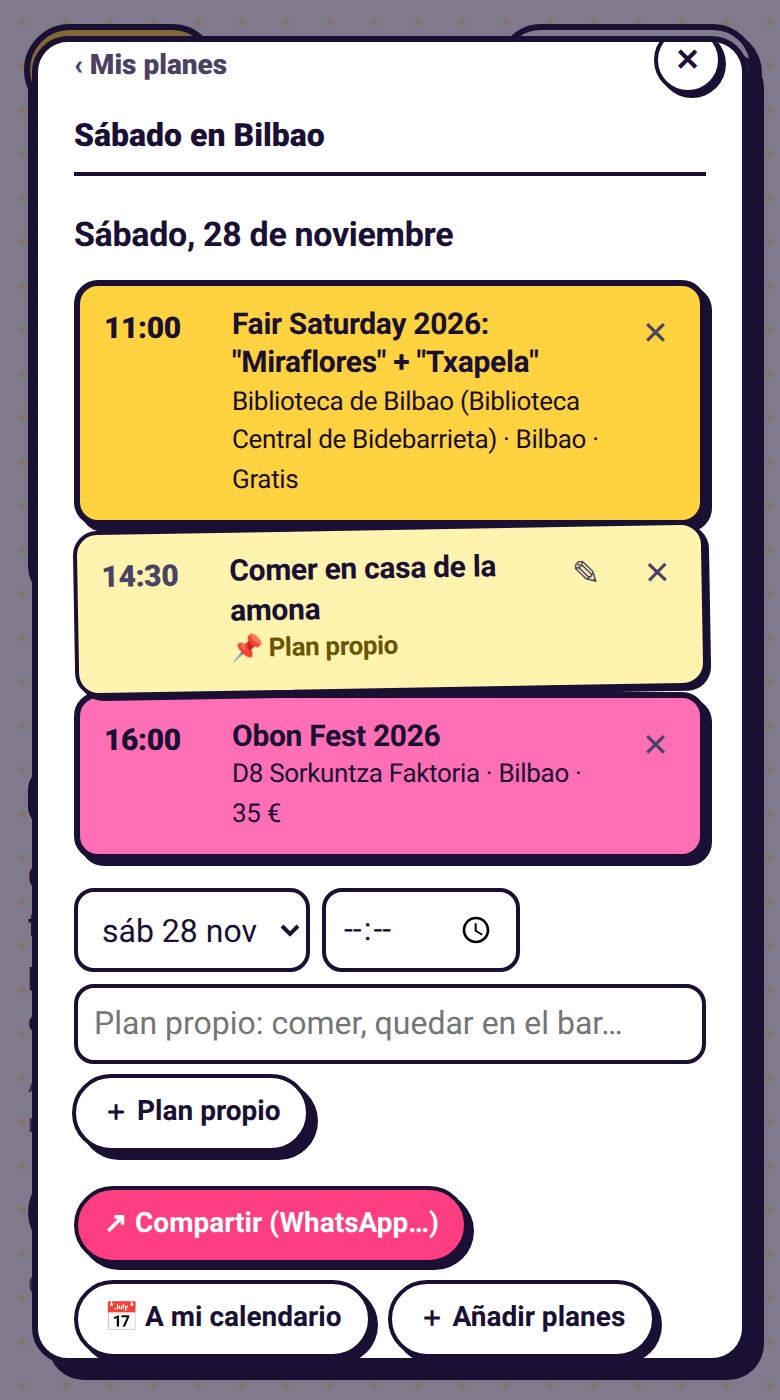 ‹ Mis planes
✕
Sábado en Bilbao
Sábado, 28 de noviembre
11:00
Fair Saturday 2026:
"Miraflores" + "Txapela"
Biblioteca de Bilbao (Biblioteca
Central de Bidebarrieta) · Bilbao ·
Gratis
✕
14:30
Comer en casa de la
amona
📌 Plan propio
✎ ✕
16:00
Obon Fest 2026
D8 Sorkuntza Faktoria · Bilbao ·
35 €
✕
sáb 28 nov
--:--
Plan propio: comer, quedar en el bar…
+ Plan propio
↗ Compartir (WhatsApp…)
📅 A mi calendario
+ Añadir planes